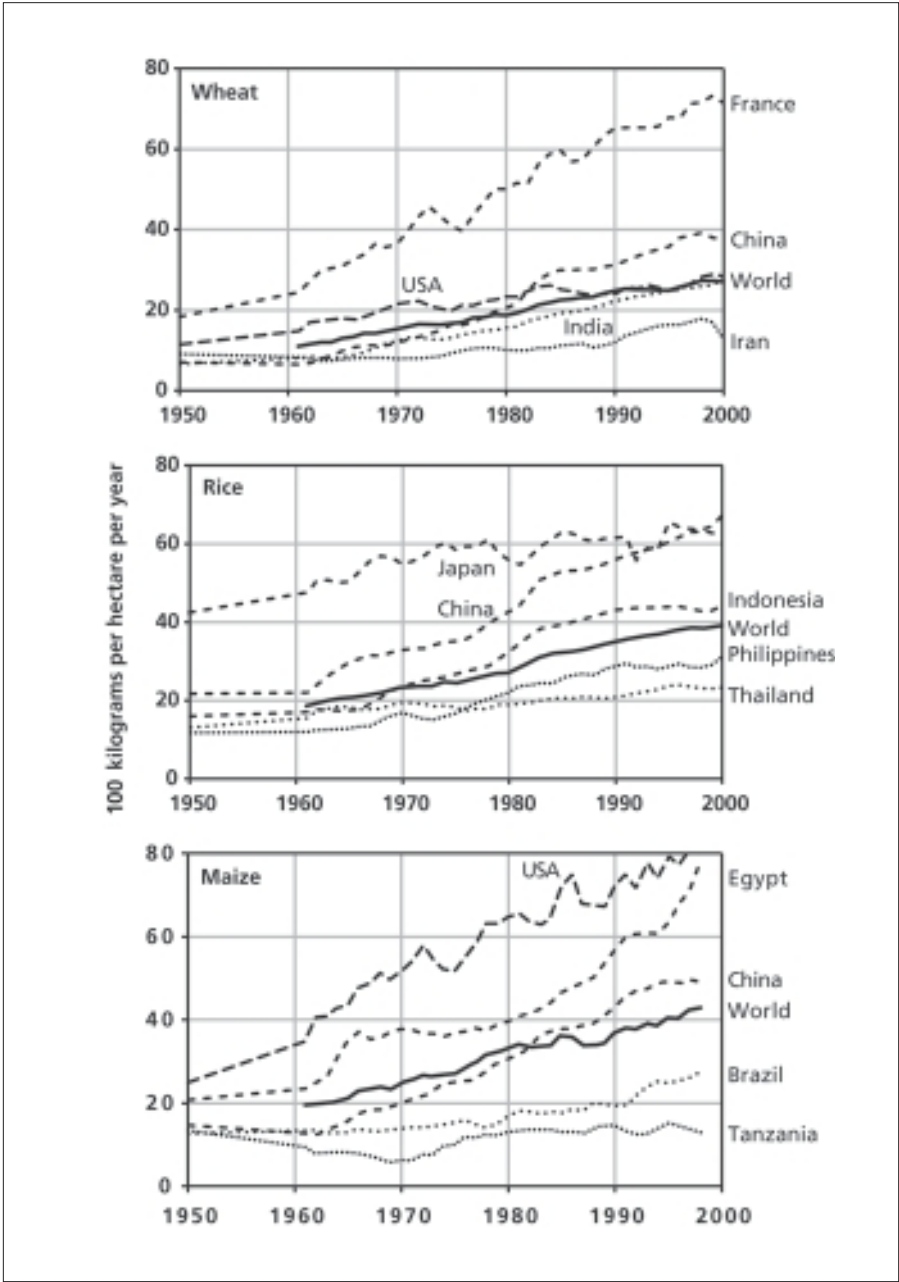 80
Wheat
France
60
40
China
USA
World
20
India
Iran
0
1950 1960 1970 1980 1990 2000
100 kilograms per hectare per year
80
Rice
60
Japan
China
Indonesia
40
World
Philippines
20
Thailand
0
1950 1960 1970 1980 1990 2000
80
Maize
USA
Egypt
60
China
40
World
Brazil
20
Tanzania
0
1950 1960 1970 1980 1990 2000